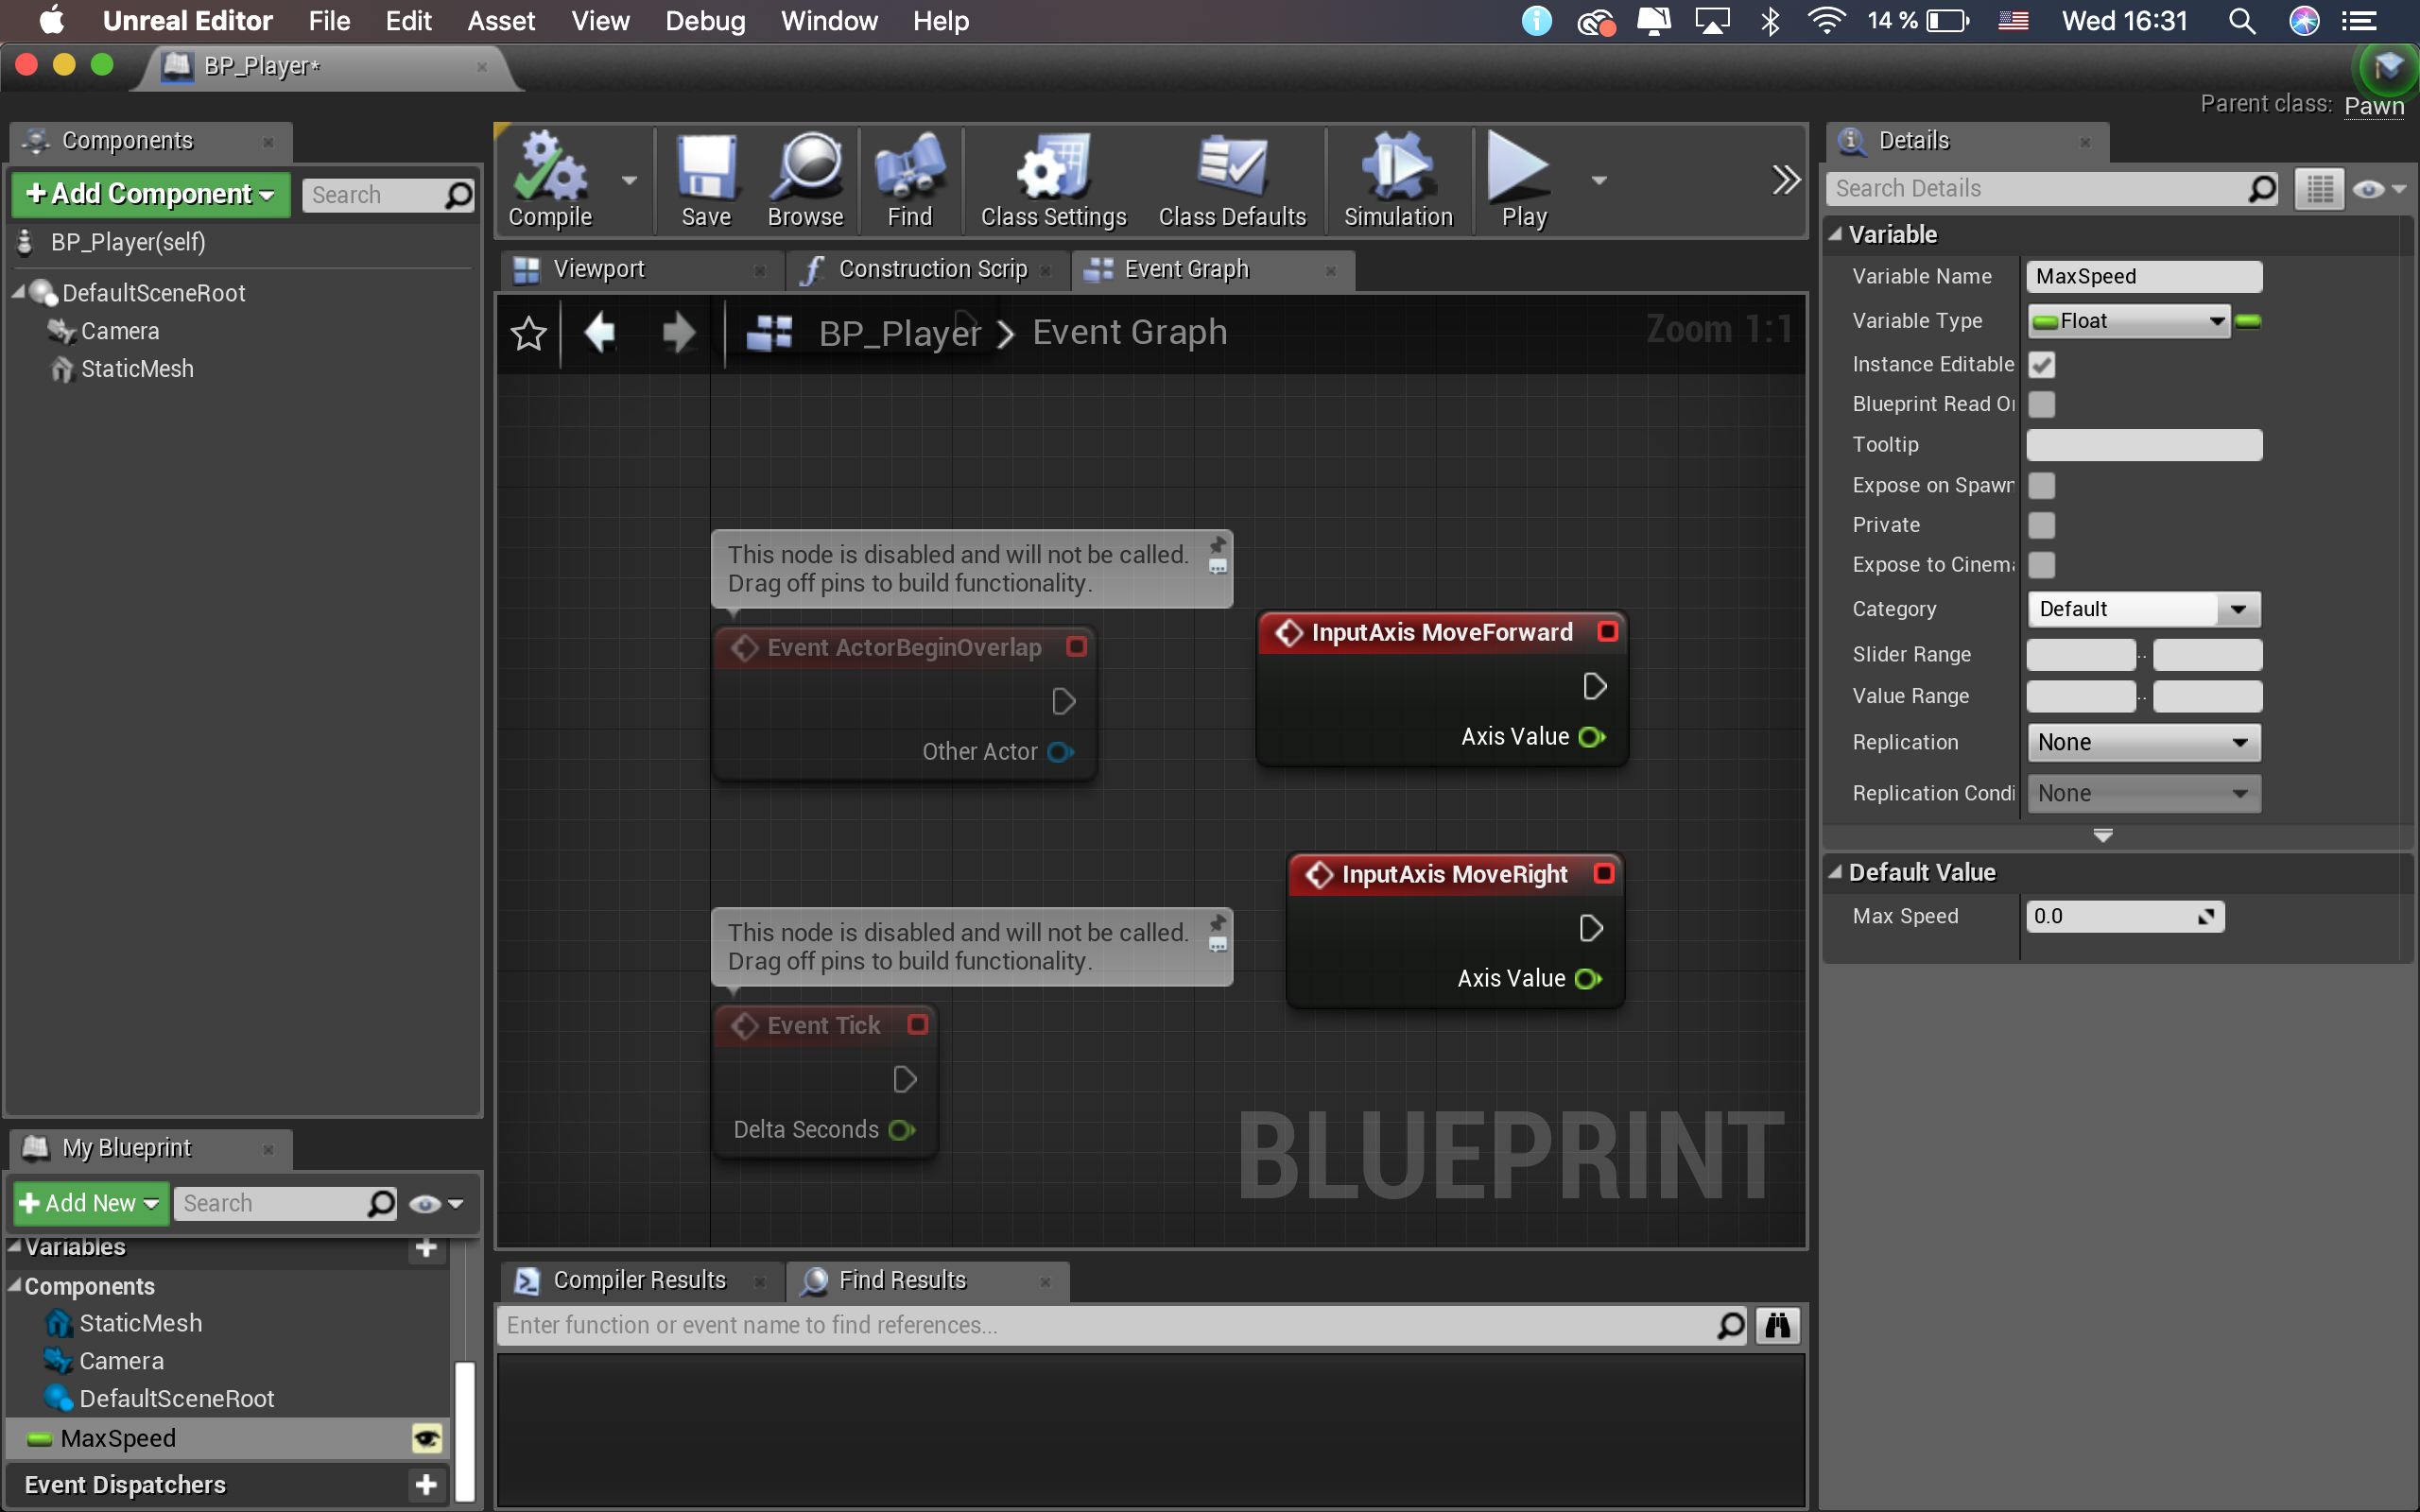 Unreal Editor File Edit Asset View Debug Window Help 14 % Wed 16:31
BP_Player*
Parent class: Pawn
Components
+Add Component Search
BP_Player(self)
DefaultSceneRoot
Camera
StaticMesh
Compile Save Browse Find Class Settings Class Defaults Simulation Play
Viewport Construction Scrip Event Graph
BP_Player > Event Graph Zoom 1:1
This node is disabled and will not be called.
Drag off pins to build functionality.
Event ActorBeginOverlap
Other Actor
InputAxis MoveForward
Axis Value
InputAxis MoveRight
Axis Value
This node is disabled and will not be called.
Drag off pins to build functionality.
Event Tick
Delta Seconds
BLUEPRINT
My Blueprint
+ Add New Search
Variables +
Components
StaticMesh
Camera
DefaultSceneRoot
MaxSpeed
Event Dispatchers +
Compiler Results Find Results
Enter function or event name to find references...
Details
Search Details
Variable
Variable Name MaxSpeed
Variable Type Float
Instance Editable
Blueprint Read O
Tooltip
Expose on Spawn
Private
Expose to Cinema
Category Default
Slider Range ..
Value Range ..
Replication None
Replication Condi None
Default Value
Max Speed 0.0